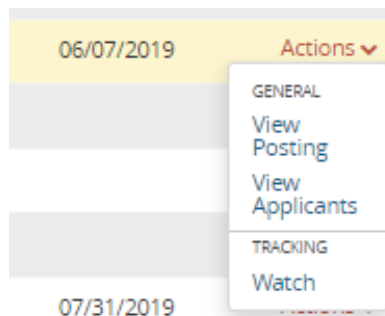 06/07/2019 Actions
GENERAL
View
Posting
View
Applicants
TRACKING
Watch
07/31/2019